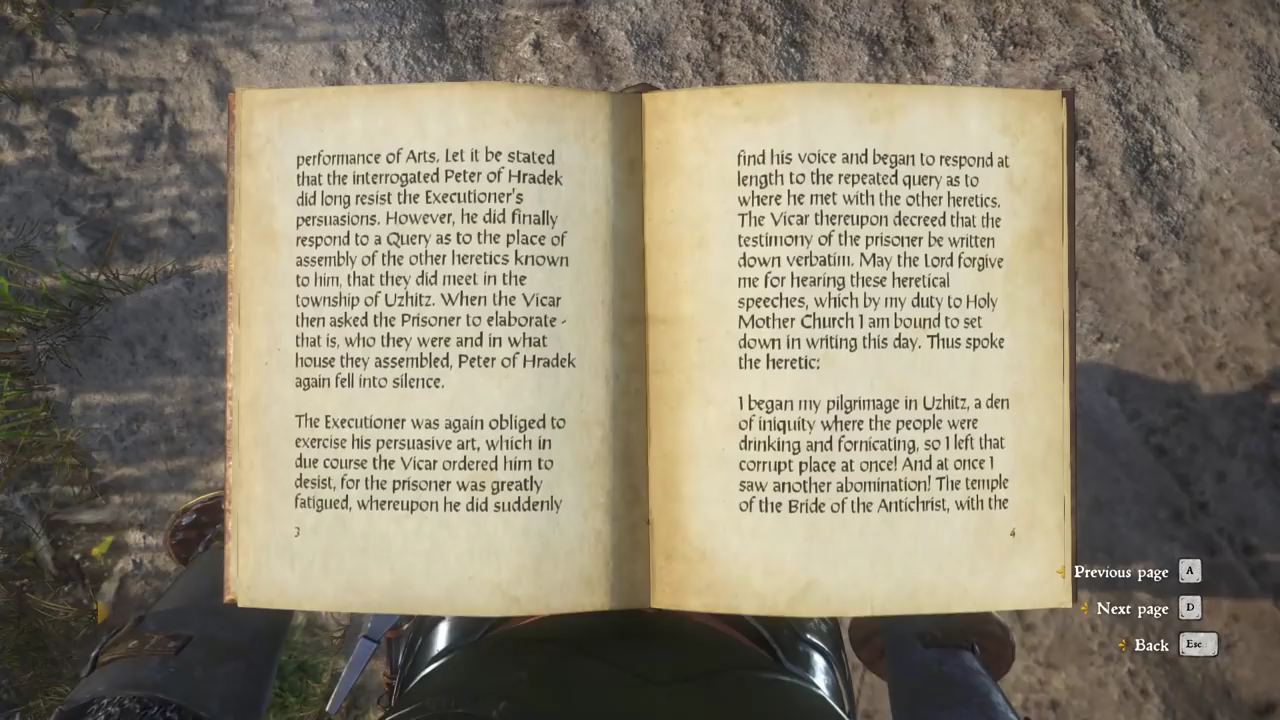 performance of Arts. Let it be stated
that the interrogated Peter of Hradek
did long resist the Executioner's
persuasions. However, he did finally
respond to a Query as to the place of
assembly of the other heretics known
to him, that they did meet in the
township of Uzhitz. When the Vicar
then asked the Prisoner to elaborate -
that is, who they were and in what
house they assembled, Peter of Hradek
again fell into silence.
The Executioner was again obliged to
exercise his persuasive art, which in
due course the Vicar ordered him to
desist, for the prisoner was greatly
fatigued, whereupon he did suddenly
3
find his voice and began to respond at
length to the repeated query as to
where he met with the other heretics.
The Vicar thereupon decreed that the
testimony of the prisoner be written
down verbatim. May the Lord forgive
me for hearing these heretical
speeches, which by my duty to Holy
Mother Church I am bound to set
down in writing this day. Thus spoke
the heretic:
I began my pilgrimage in Uzhitz, a den
of iniquity where the people were
drinking and fornicating, so I left that
corrupt place at once! And at once I
saw another abomination! The temple
of the Bride of the Antichrist, with the
4
Previous page A
Next page D
Back Esc